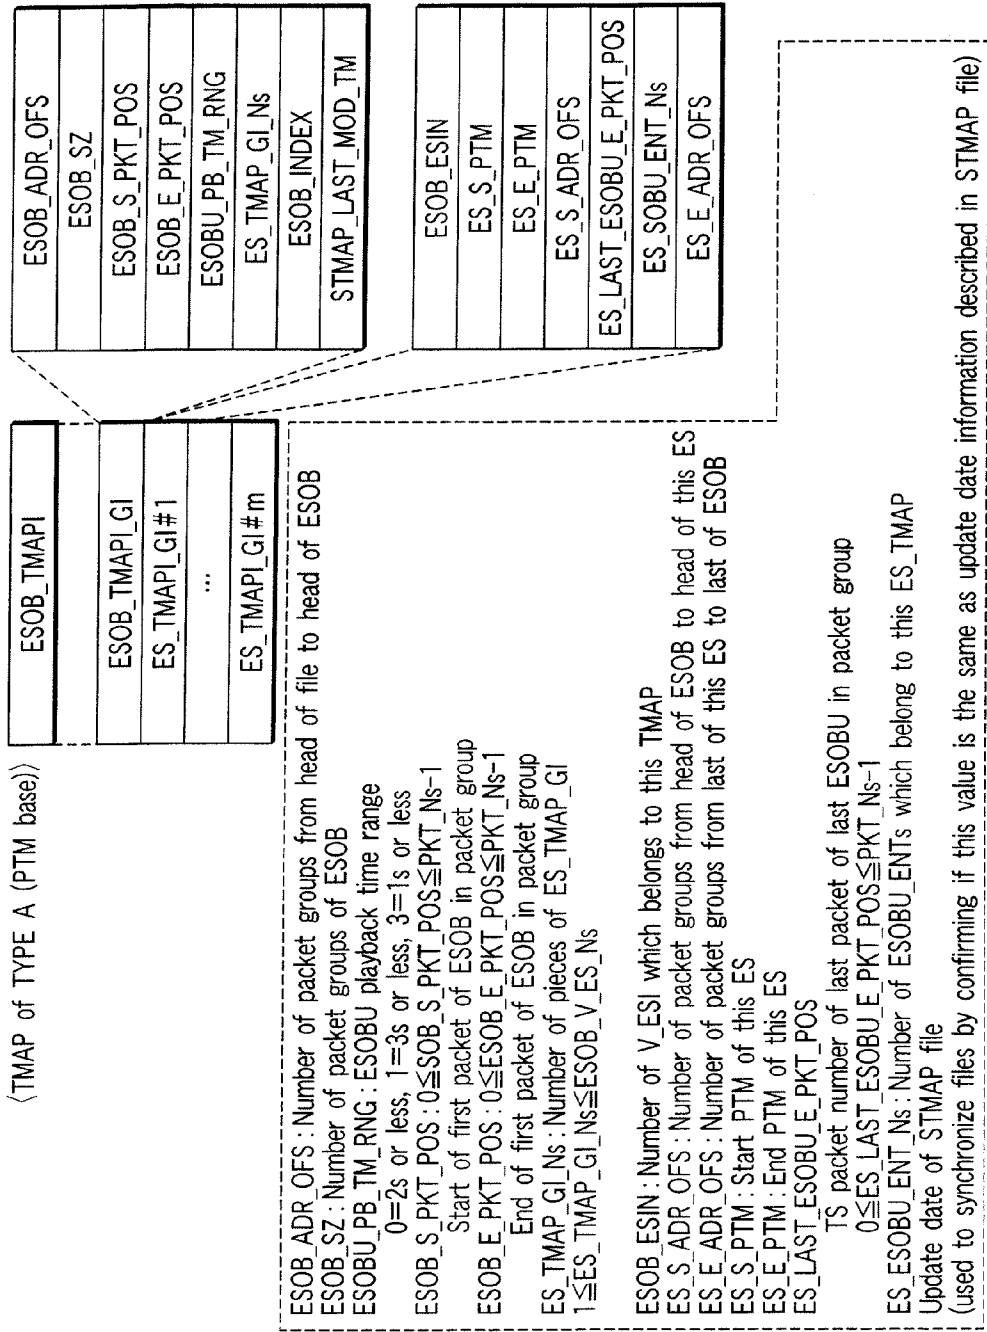 (TMAP of TYPE A (PTM base))
ESOB_TMAPI
ESOB_TMAPI_GI
ES_TMAPI_GI#1
...
ES_TMAPI_GI#m
ESOB_ADR_OFS
ESOB_SZ
ESOB_S_PKT_POS
ESOB_E_PKT_POS
ESOBU_PB_TM_RNG
ES_TMAP_GI_Ns
ESOB_INDEX
STMAP_LAST_MOD_TM
ESOB_ESIN
ES_S_PTM
ES_E_PTM
ES_S_ADR_OFS
ES_LAST_ESOBU_E_PKT_POS
ES_SOBU_ENT_Ns
ES_E_ADR_OFS
ESOB_ADR_OFS : Number of packet groups from head of file to head of ESOB
ESOB_SZ : Number of packet groups of ESOB
ESOBU_PB_TM_RNG : ESOBU playback time range
0=2s or less, 1=3s or less, 3=1s or less
ESOB_S_PKT_POS : 0≦SOB_S_PKT_POS≦PKT_Ns-1
Start of first packet of ESOB in packet group
ESOB_E_PKT_POS : 0≦ESOB_E_PKT_POS≦PKT_Ns-1
End of first packet of ESOB in packet group
ES_TMAP_GI_Ns : Number of pieces of ES_TMAP_GI
1≦ES_TMAP_GI_Ns≦ESOB_V_ES_Ns
ESOB_ESIN : Number of V_ESI which belongs to this TMAP
ES_S_ADR_OFS : Number of packet groups from head of ESOB to head of this ES
ES_E_ADR_OFS : Number of packet groups from last of this ES to last of ESOB
ES_S_PTM : Start PTM of this ES
ES_E_PTM : End PTM of this ES
ES_LAST_ESOBU_E_PKT_POS
TS packet number of last packet of last ESOBU in packet group
0≦ES_LAST_ESOBU_E_PKT_POS≦PKT_Ns-1
ES_ESOBU_ENT_Ns : Number of ESOBU_ENTs which belong to this ES_TMAP
Update date of STMAP file
(used to synchronize files by confirming if this value is the same as update date information described in STMAP file)